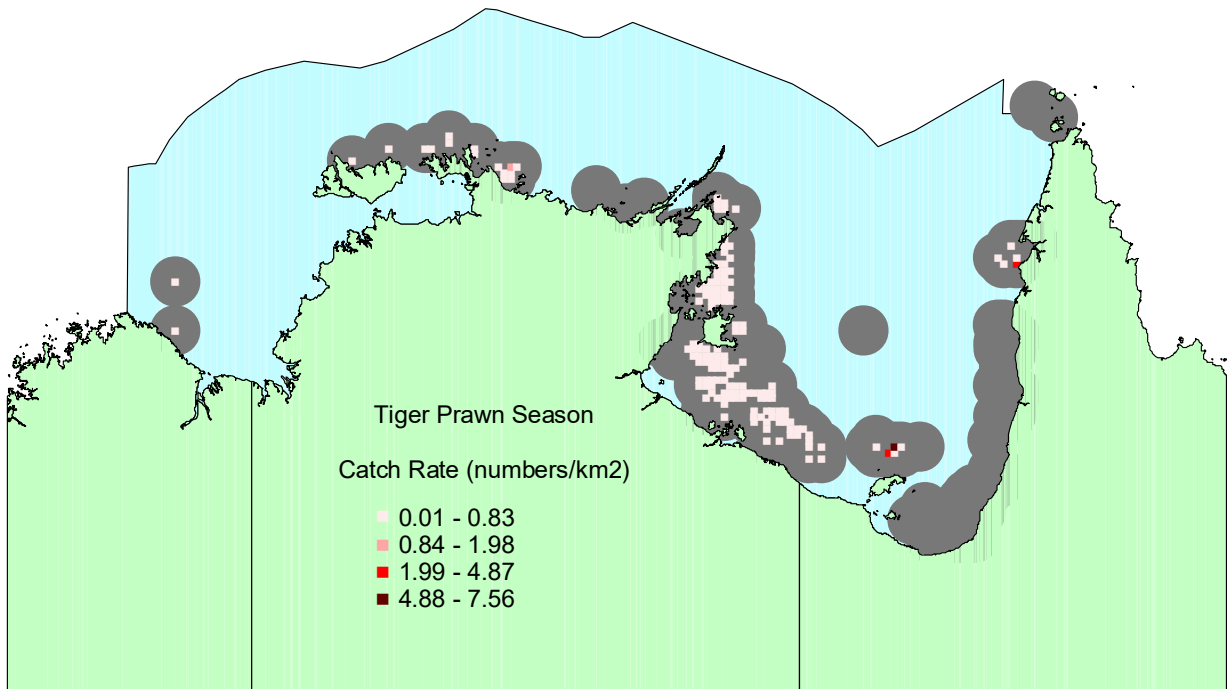 Tiger Prawn Season
Catch Rate (numbers/km2)
0.01 - 0.83
0.84 - 1.98
1.99 - 4.87
4.88 - 7.56